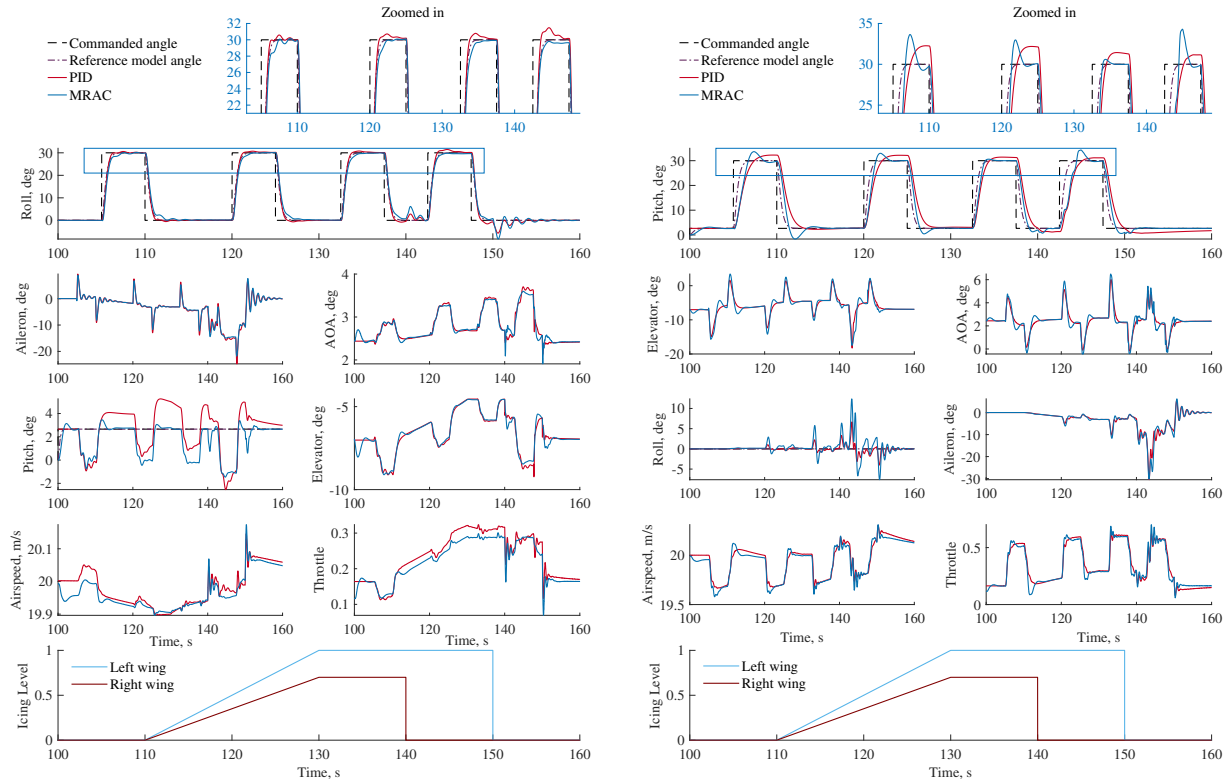 Zoomed in
32
30
28
26
24
22
110 120 130 140
Commanded angle
Reference model angle
PID
MRAC
Roll, deg
30
20
10
0
100 110 120 130 140 150 160
Aileron, deg
0
-10
-20
100 120 140 160
AOA, deg
4
3
2
100 120 140 160
Pitch, deg
4
2
0
-2
100 120 140 160
Elevator, deg
-5
-10
100 120 140 160
Airspeed, m/s
20.1
20
19.9
100 120 140 160
Time, s
Throttle
0.3
0.2
0.1
100 120 140 160
Time, s
Icing Level
1
0.5
0
Left wing
Right wing
100 110 120 130 140 150 160
Time, s
Zoomed in
35
30
25
110 120 130 140
Commanded angle
Reference model angle
PID
MRAC
Pitch, deg
30
20
10
0
100 110 120 130 140 150 160
Elevator, deg
0
-10
-20
100 120 140 160
AOA, deg
6
4
2
0
100 120 140 160
Roll, deg
10
5
0
-5
100 120 140 160
Aileron, deg
0
-10
-20
-30
100 120 140 160
Airspeed, m/s
20
19.5
100 120 140 160
Time, s
Throttle
0.5
0
100 120 140 160
Time, s
Icing Level
1
0.5
0
Left wing
Right wing
100 110 120 130 140 150 160
Time, s